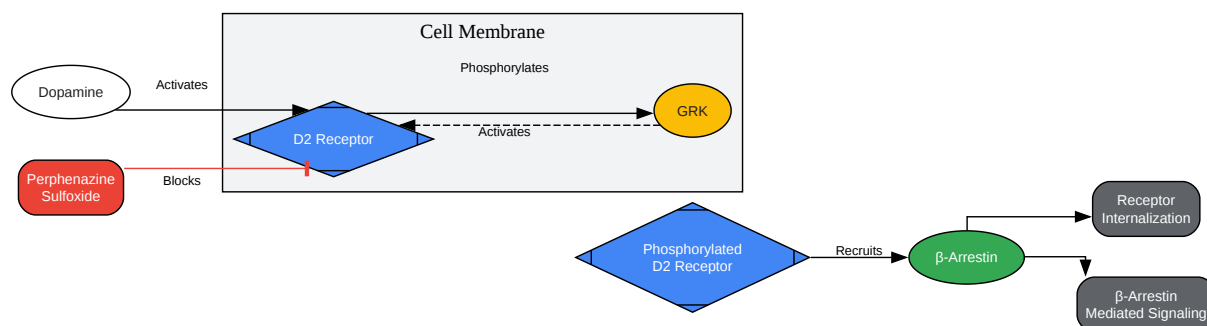 Cell Membrane
Phosphorylates
Activates
Dopamine
GRK
Activates
D2 Receptor
Perphenazine
Sulfoxide
Blocks
Receptor
Internalization
Phosphorylated
D2 Receptor
Recruits
β-Arrestin
β-Arrestin
Mediated Signaling